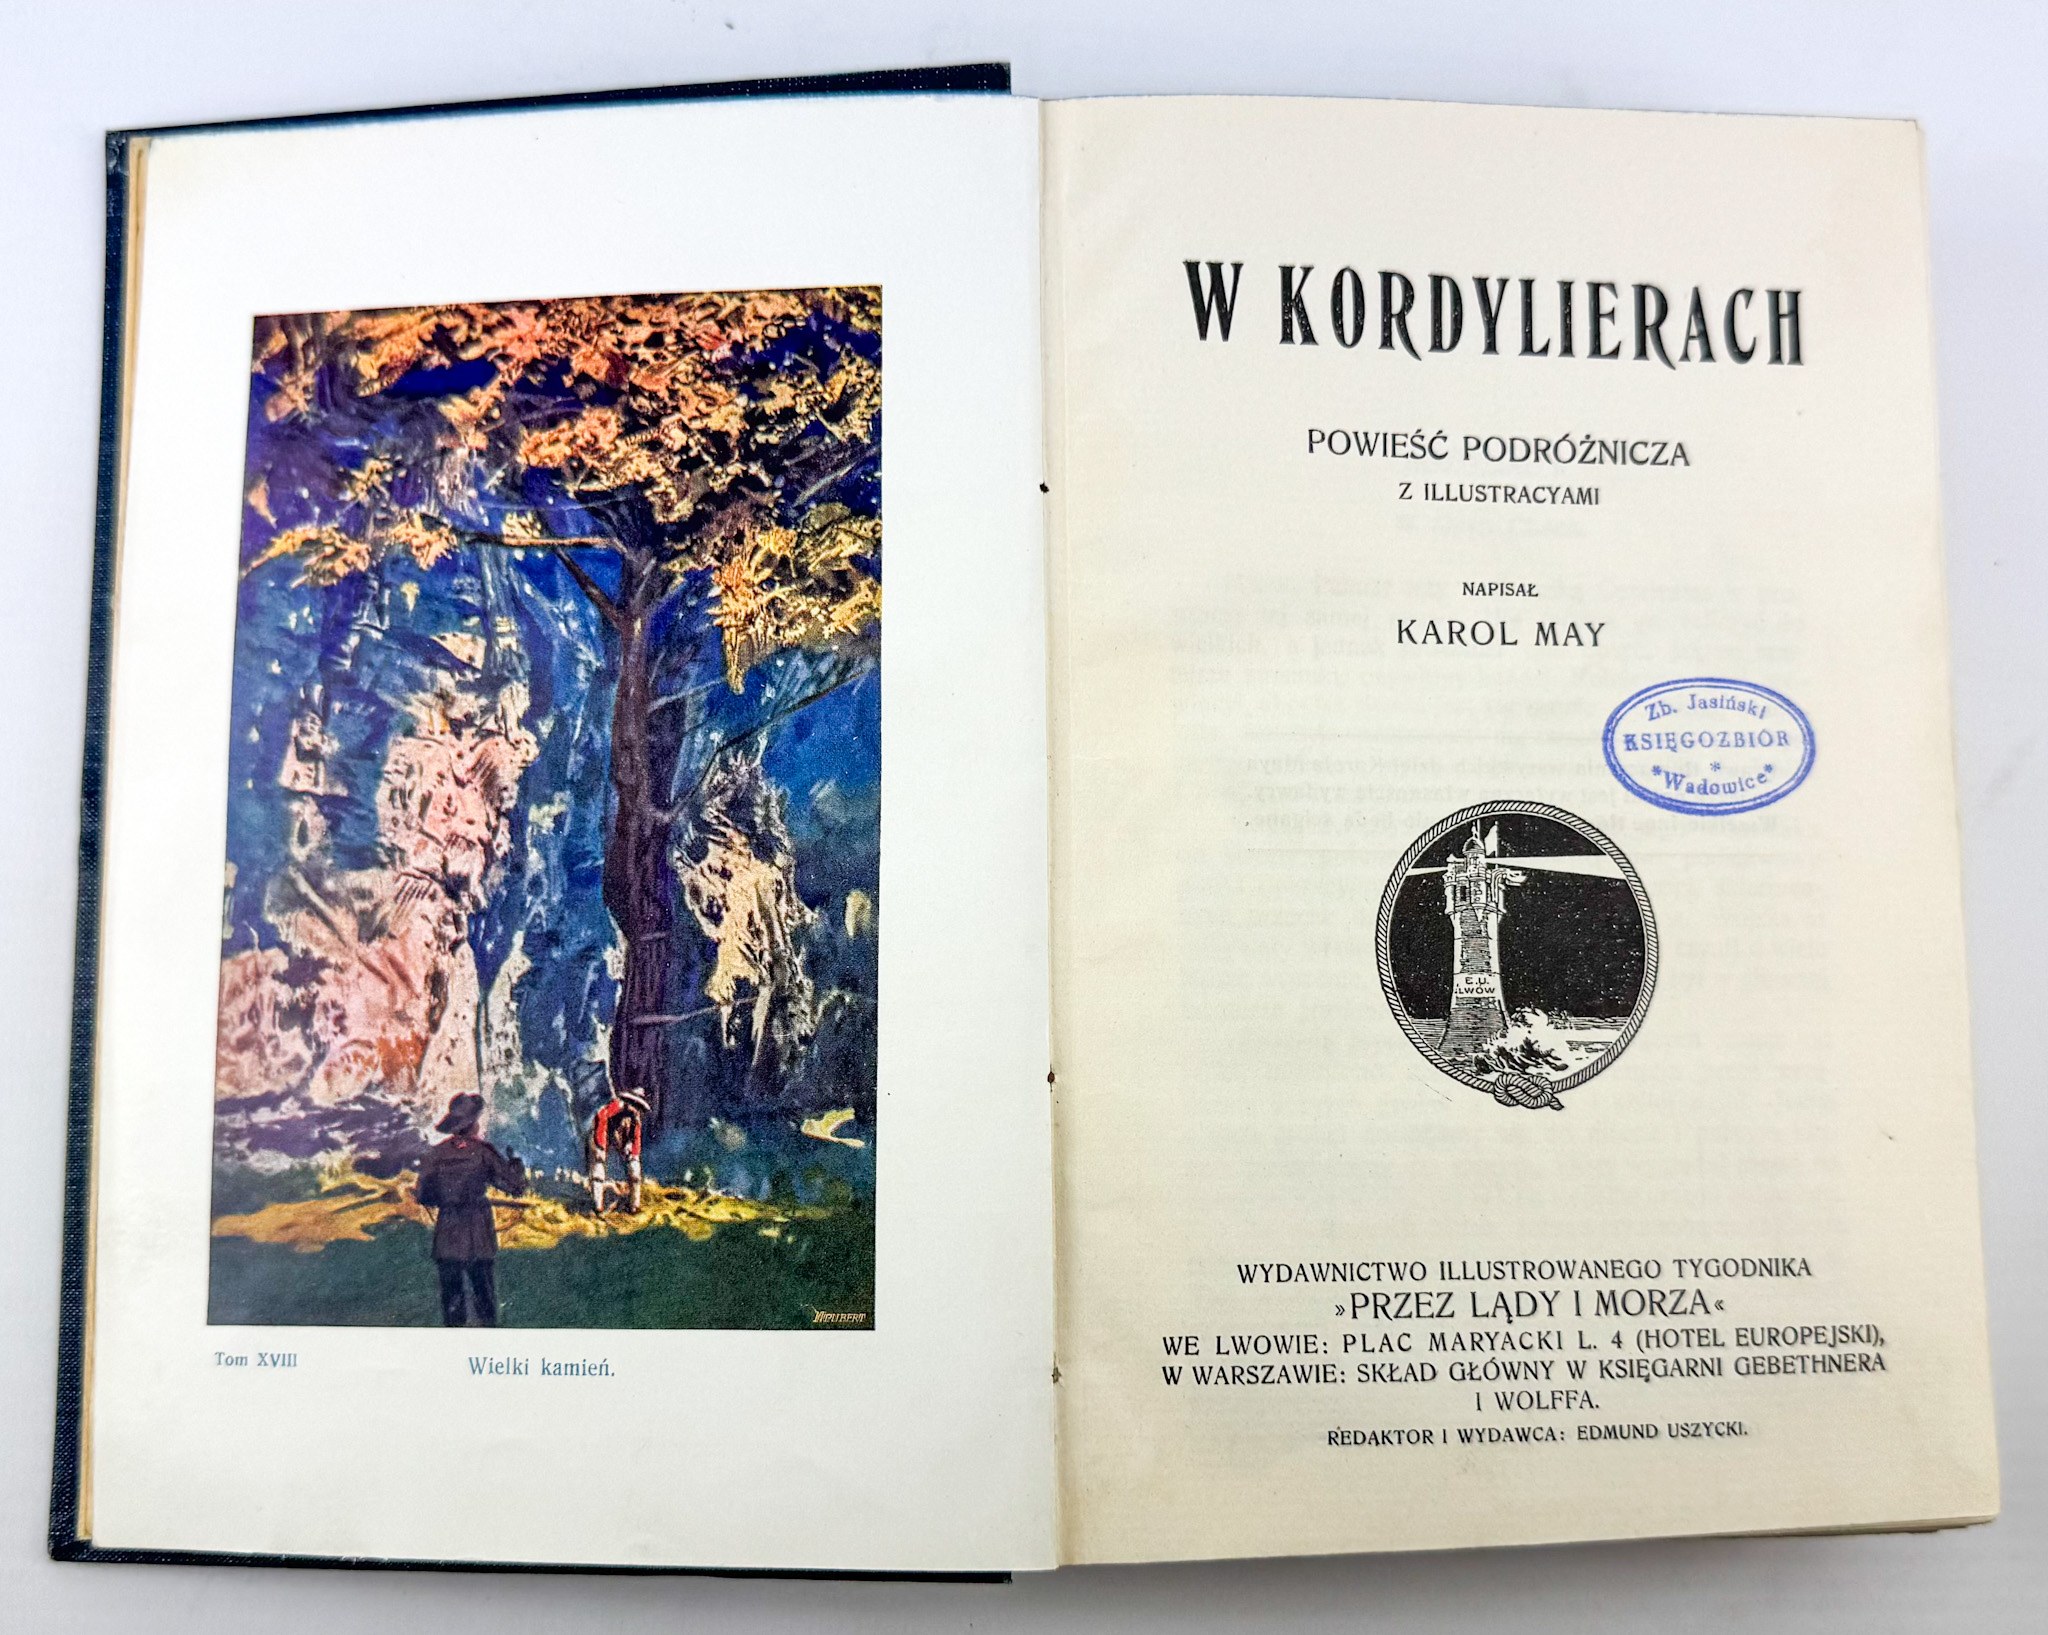 Tom XVIII
Wielki kamień.
W KORDYLIERACH
POWIEŚĆ PODRÓŻNICZA
Z ILLUSTRACYAMI
NAPISAŁ
KAROL MAY
Zb. Jasiński
KSIĘGOZBIÓR
*
*Wadowice*
E.U.
LWÓW
WYDAWNICTWO ILLUSTROWANEGO TYGODNIKA
»PRZEZ LĄDY I MORZA«
WE LWOWIE: PLAC MARYACKI L. 4 (HOTEL EUROPEJSKI),
W WARSZAWIE: SKŁAD GŁÓWNY W KSIĘGARNI GEBETHNERA
I WOLFFA.
REDAKTOR I WYDAWCA: EDMUND USZYCKI.